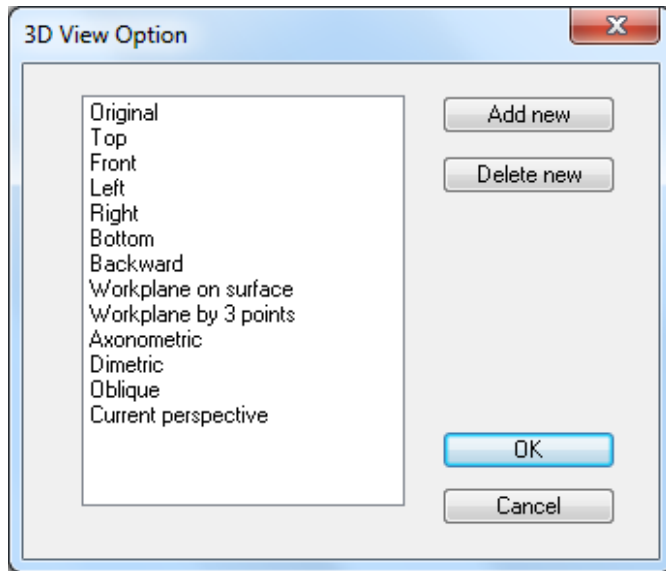 3D View Option
Original
Top
Front
Left
Right
Bottom
Backward
Workplane on surface
Workplane by 3 points
Axonometric
Dimetric
Oblique
Current perspective
Add new
Delete new
OK
Cancel